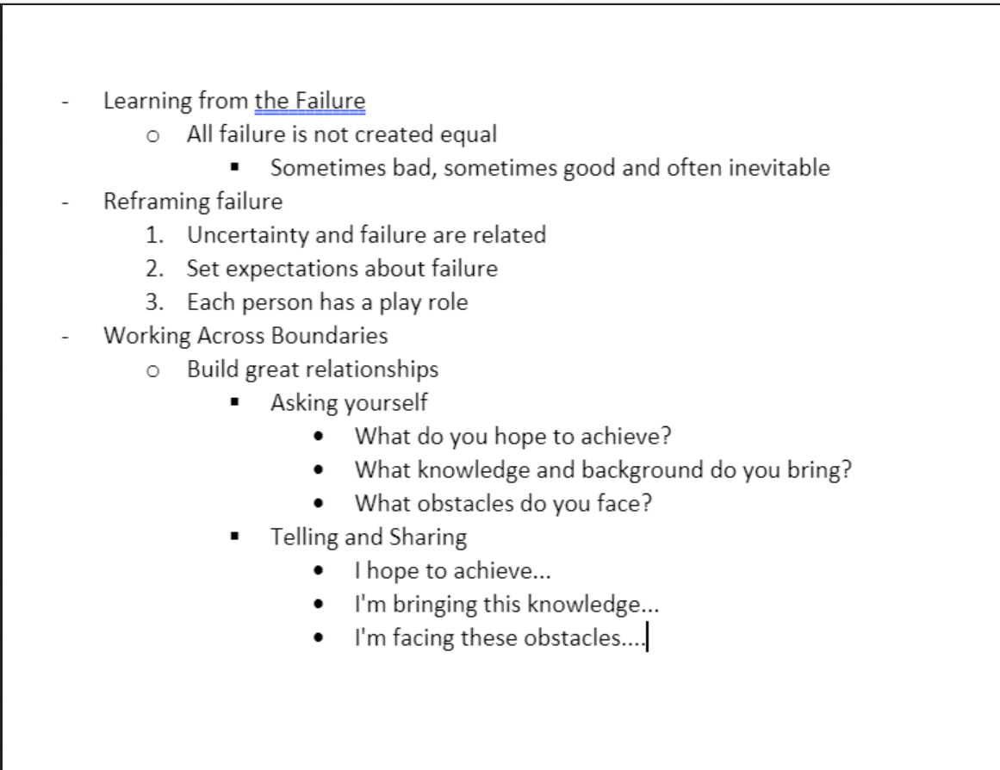 - Learning from the Failure
o All failure is not created equal
▪ Sometimes bad, sometimes good and often inevitable
- Reframing failure
1. Uncertainty and failure are related
2. Set expectations about failure
3. Each person has a play role
- Working Across Boundaries
o Build great relationships
▪ Asking yourself
• What do you hope to achieve?
• What knowledge and background do you bring?
• What obstacles do you face?
▪ Telling and Sharing
• I hope to achieve...
• I'm bringing this knowledge...
• I'm facing these obstacles....